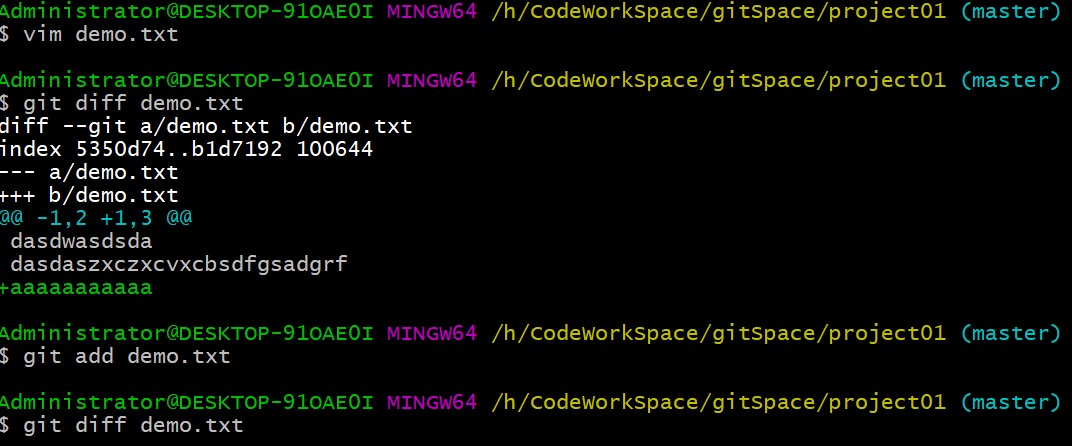 Administrator@DESKTOP-91OAE0I MINGW64 /h/CodeWorkSpace/gitSpace/project01 (master)
$ vim demo.txt
Administrator@DESKTOP-91OAE0I MINGW64 /h/CodeWorkSpace/gitSpace/project01 (master)
$ git diff demo.txt
diff --git a/demo.txt b/demo.txt
index 5350d74..b1d7192 100644
--- a/demo.txt
+++ b/demo.txt
@@ -1,2 +1,3 @@
 dasdwasdsda
 dasdaszxczxcvxcbsdfgsadgrf
+aaaaaaaaaaa
Administrator@DESKTOP-91OAE0I MINGW64 /h/CodeWorkSpace/gitSpace/project01 (master)
$ git add demo.txt
Administrator@DESKTOP-91OAE0I MINGW64 /h/CodeWorkSpace/gitSpace/project01 (master)
$ git diff demo.txt